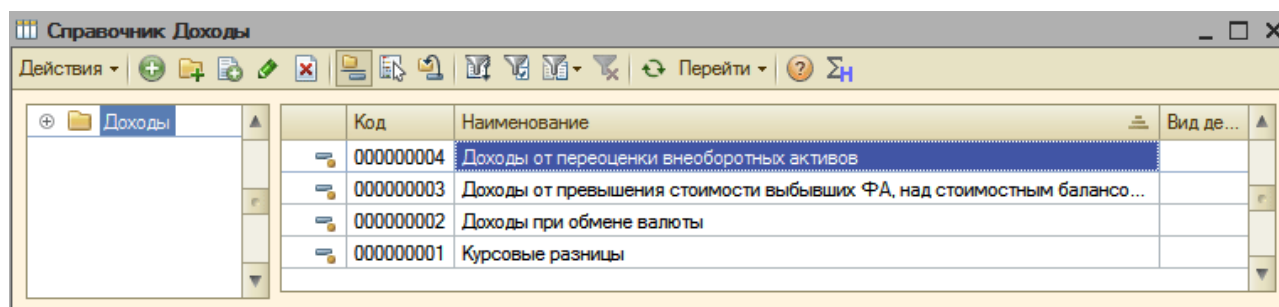 Справочник Доходы
Действия Перейти ΣН
Доходы
Код Наименование Вид де...
000000004 Доходы от переоценки внеоборотных активов
000000003 Доходы от превышения стоимости выбывших ФА, над стоимостным балансо...
000000002 Доходы при обмене валюты
000000001 Курсовые разницы